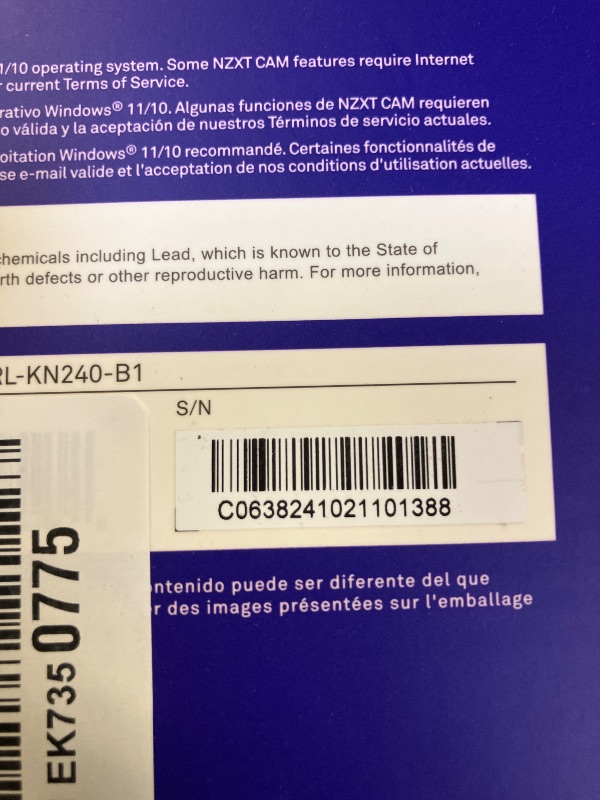 1/10 operating system. Some NZXT CAM features require Internet
current Terms of Service.
rativo Windows® 11/10. Algunas funciones de NZXT CAM requieren
o válida y la aceptación de nuestros Términos de servicio actuales.
oitation Windows® 11/10 recommandé. Certaines fonctionnalités de
se e-mail valide et l'acceptation de nos conditions d'utilisation actuelles.
chemicals including Lead, which is known to the State of
rth defects or other reproductive harm. For more information,
RL-KN240-B1
S/N
C0638241021101388
EK735 0775
ntenido puede ser diferente del que
r des images présentées sur l'emballage